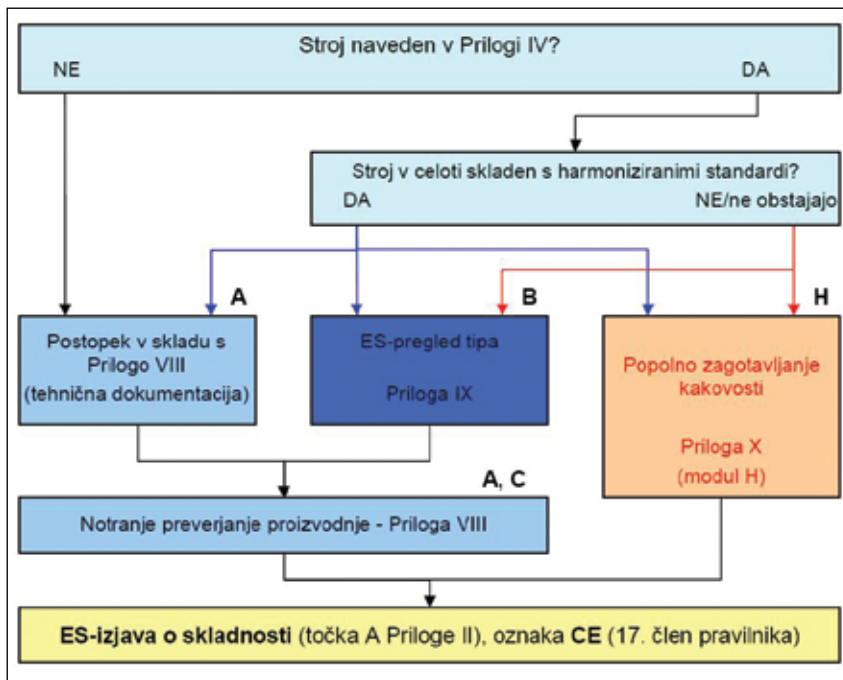 Stroj naveden v Prilogi IV?
NE
DA
Stroj v celoti skladen s harmoniziranimi standardi?
DA
NE/ne obstajajo
A
B
H
Postopek v skladu s
Prilogo VIII
(tehnična dokumentacija)
ES-pregled tipa
Priloga IX
Popolno zagotavljanje
kakovosti
Priloga X
(modul H)
A, C
Notranje preverjanje proizvodnje - Priloga VIII
ES-izjava o skladnosti (točka A Priloge II), oznaka CE (17. člen pravilnika)